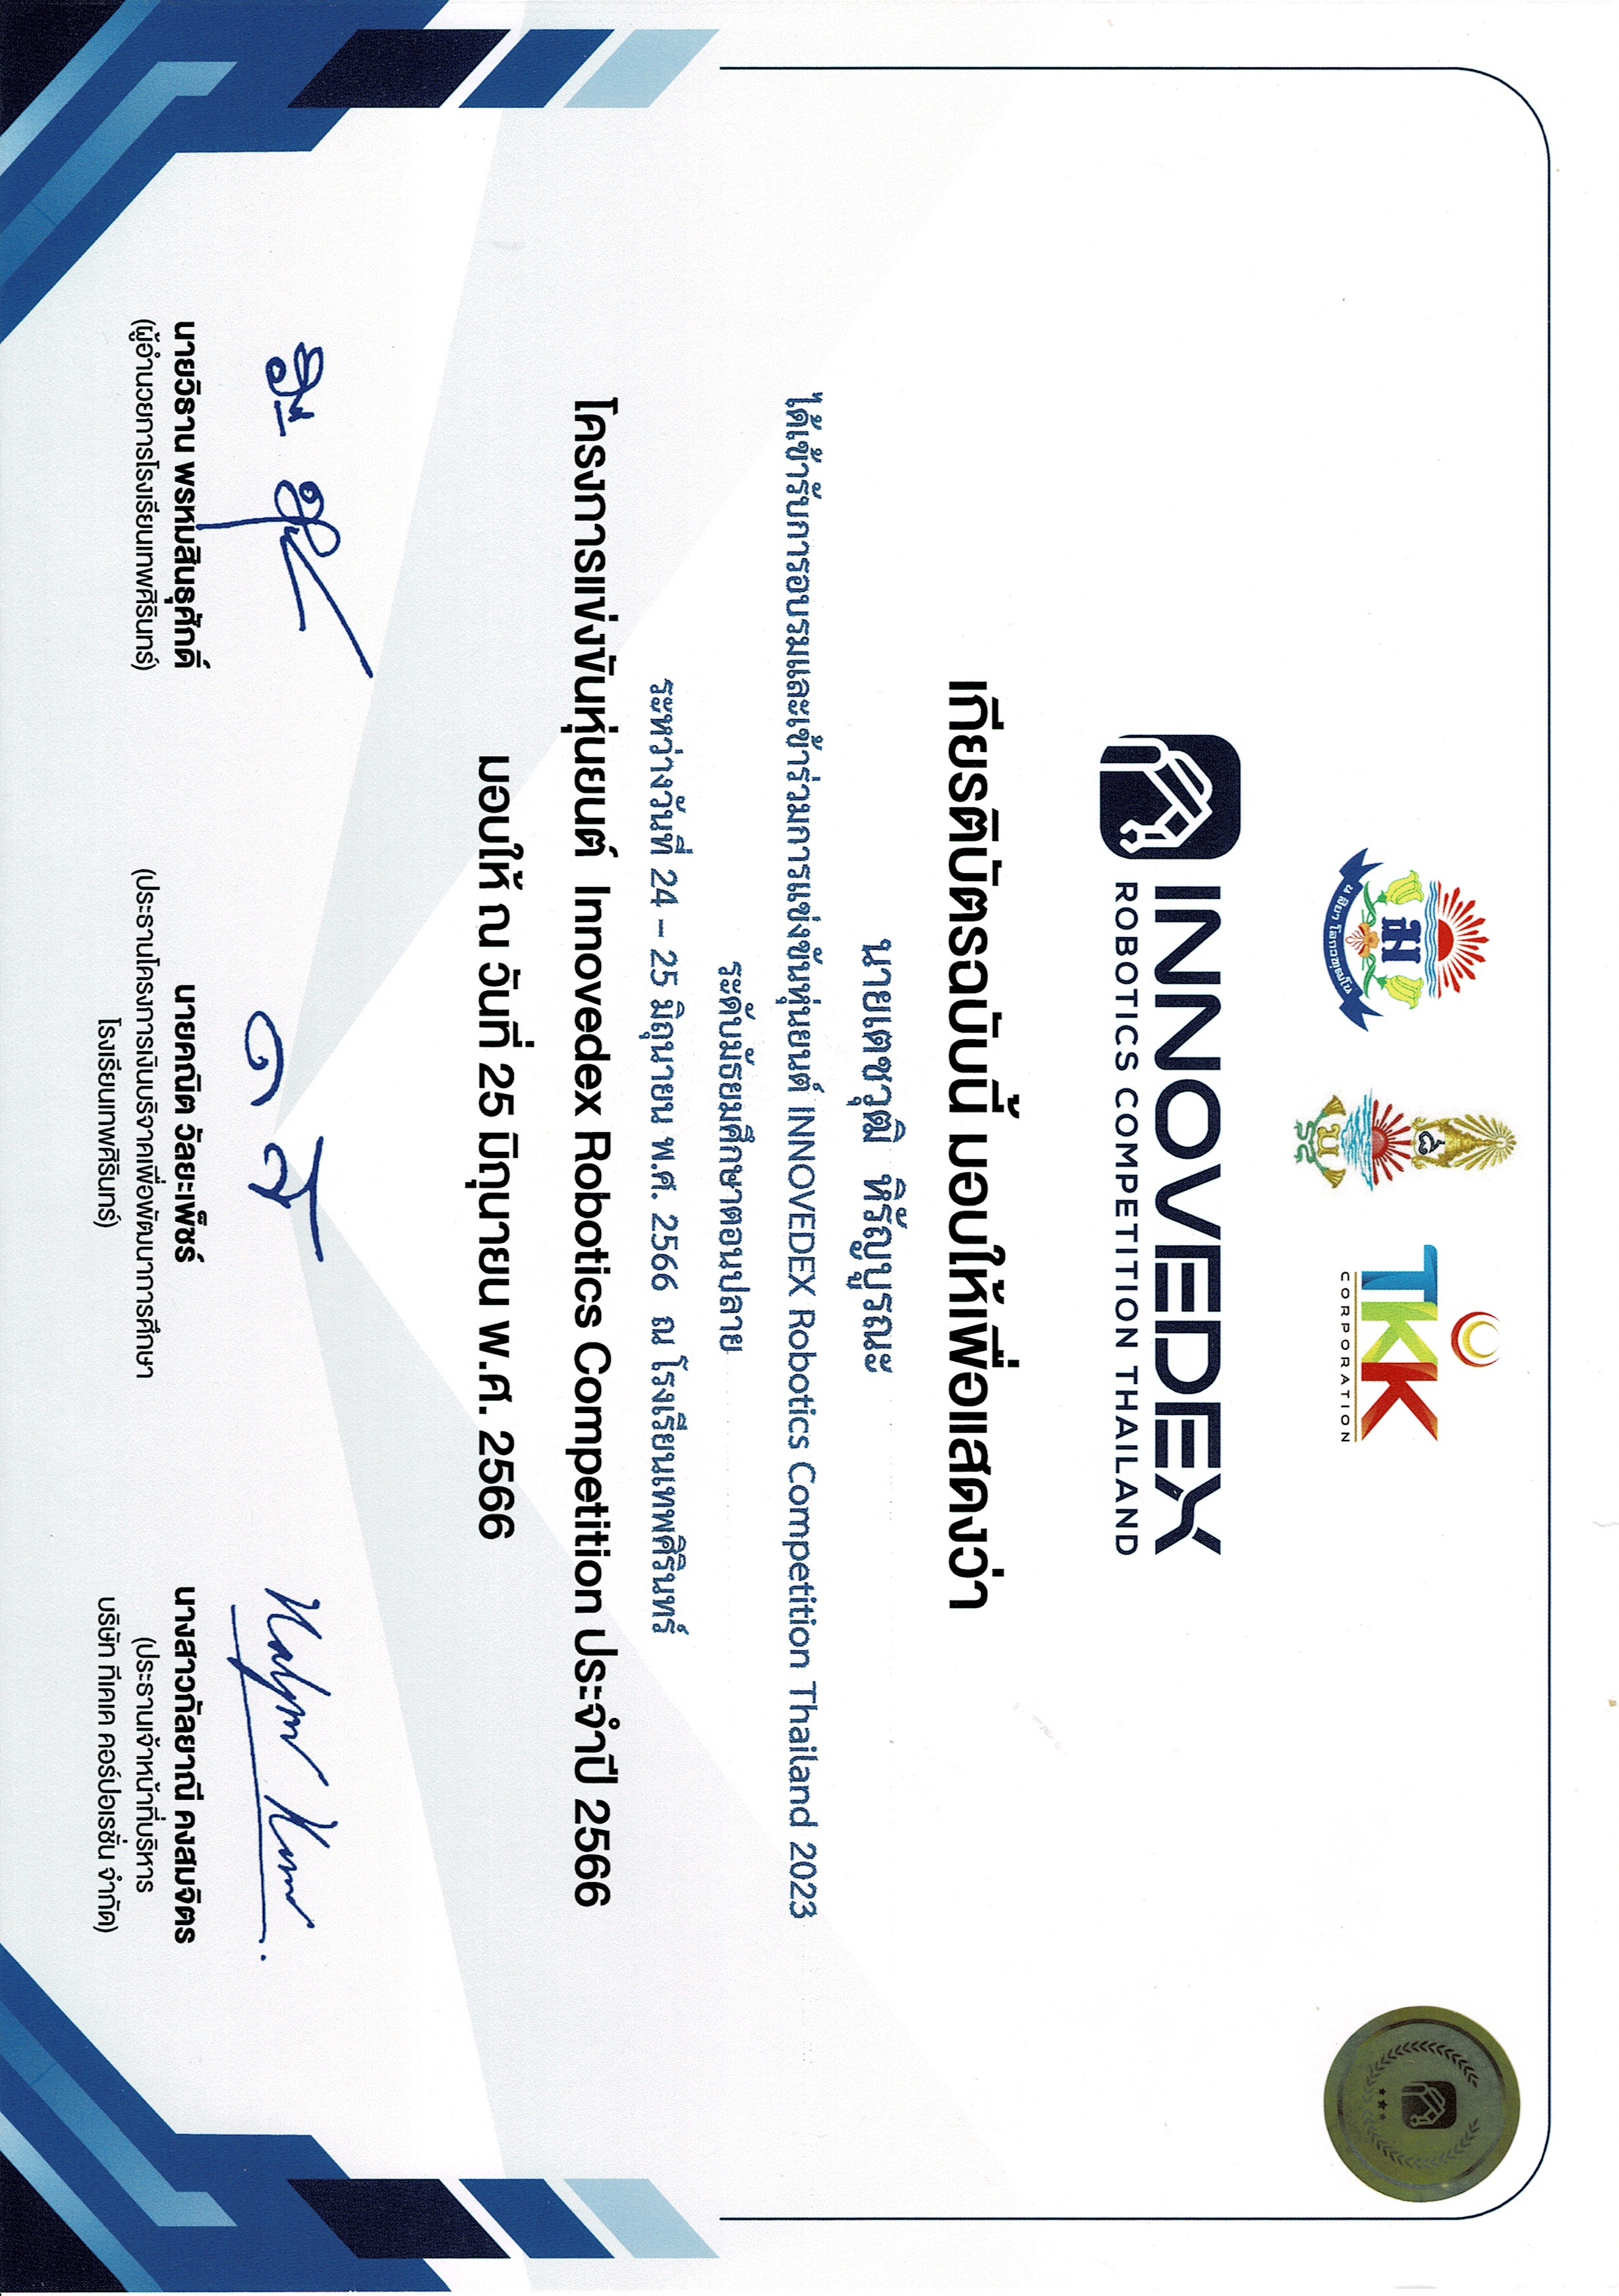 ม
น สิยา โลกวฑฺฒโน
๘
น
TKK
CORPORATION
INNOVEDEX
ROBOTICS COMPETITION THAILAND
เกียรติบัตรฉบับนี้ มอบให้เพื่อแสดงว่า
นายเตชวุฒิ หิรัญบูรณะ
ได้เข้ารับการอบรมและเข้าร่วมการแข่งขันหุ่นยนต์ INNOVEDEX Robotics Competition Thailand 2023
ระดับมัธยมศึกษาตอนปลาย
ระหว่างวันที่ 24 – 25 มิถุนายน พ.ศ. 2566 ณ โรงเรียนเทพศิรินทร์
โครงการแข่งขันหุ่นยนต์ Innovedex Robotics Competition ประจำปี 2566
มอบให้ ณ วันที่ 25 มิถุนายน พ.ศ. 2566
นายวิธาน พรหมสินธุศักดิ์
(ผู้อำนวยการโรงเรียนเทพศิรินทร์)
นายคณิต วัลยะเพ็ชร์
(ประธานโครงการเงินบริจาคเพื่อพัฒนาการศึกษา
โรงเรียนเทพศิรินทร์)
นางสาวกัลยาณี คงสมจิตร
(ประธานเจ้าหน้าที่บริหาร
บริษัท ทีเคเค คอร์ปอเรชั่น จำกัด)